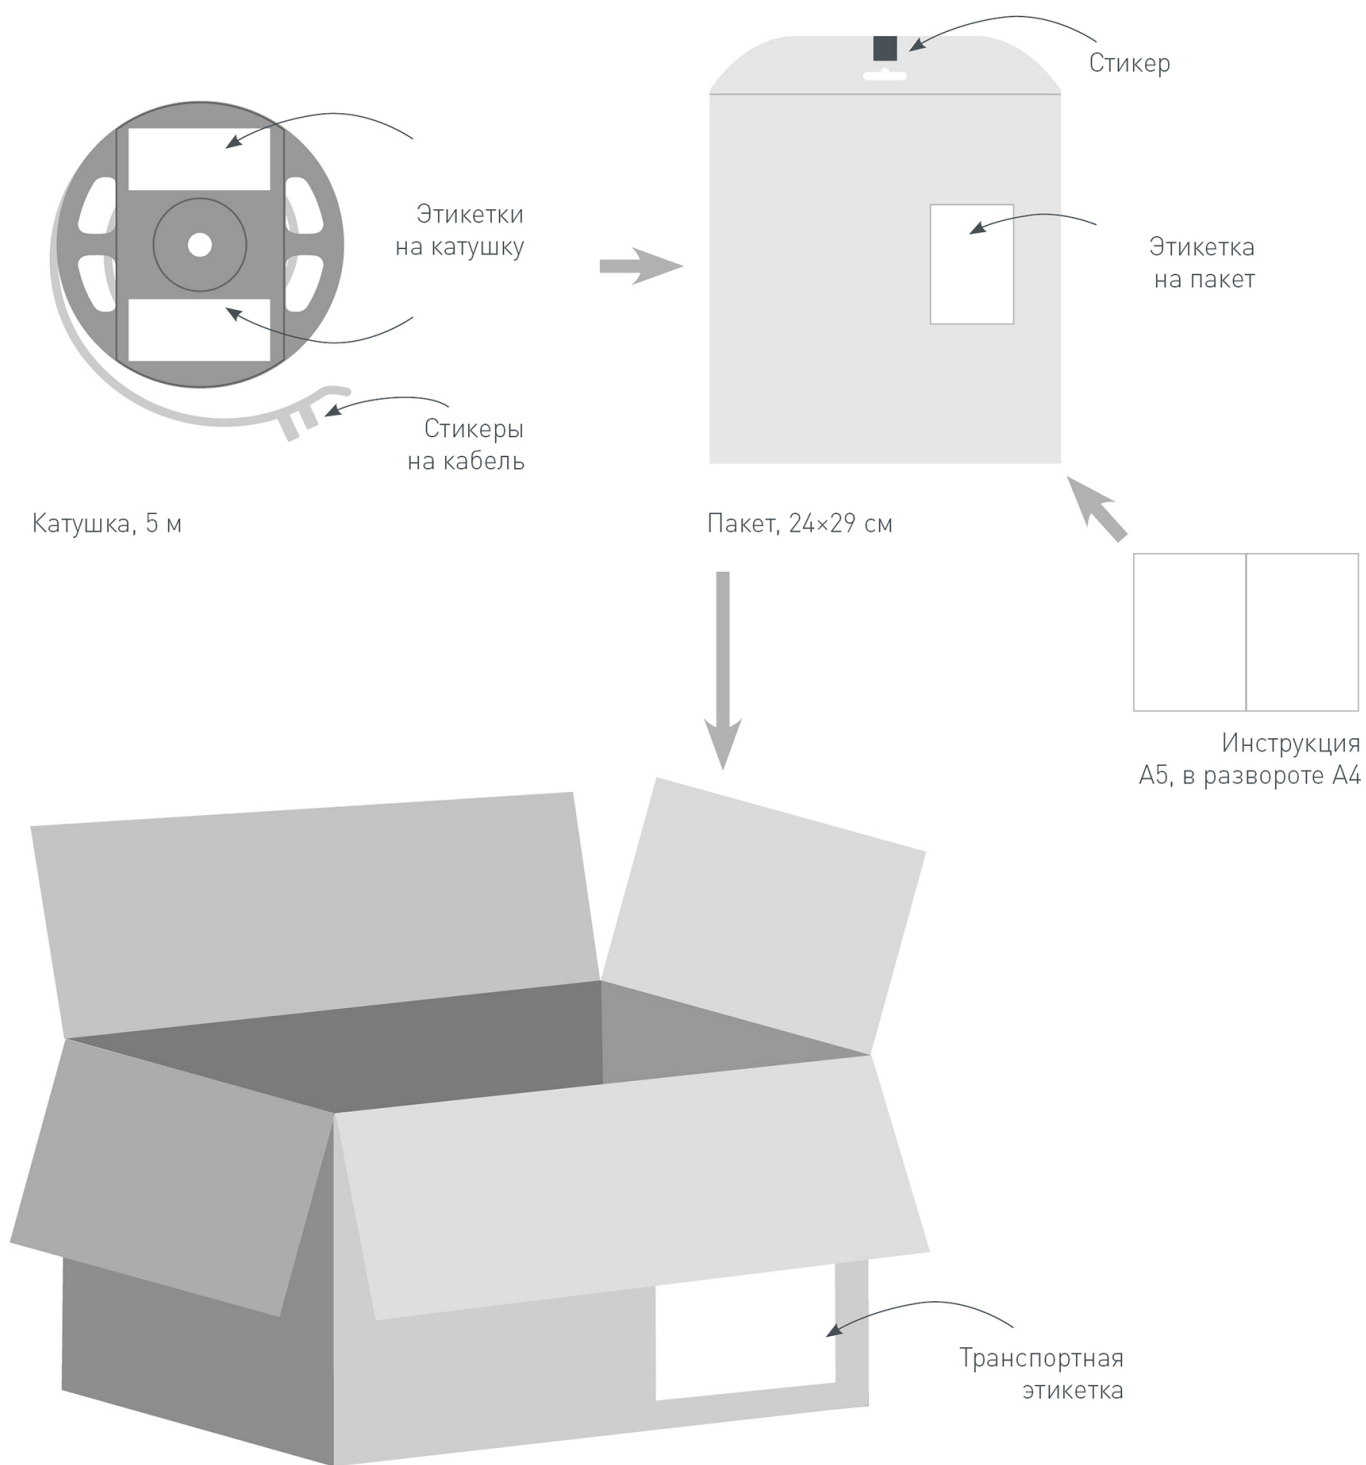 Стикер
Этикетки
на катушку
Этикетка
на пакет
Стикеры
на кабель
Катушка, 5 м
Пакет, 24×29 см
Инструкция
А5, в развороте А4
Транспортная
этикетка